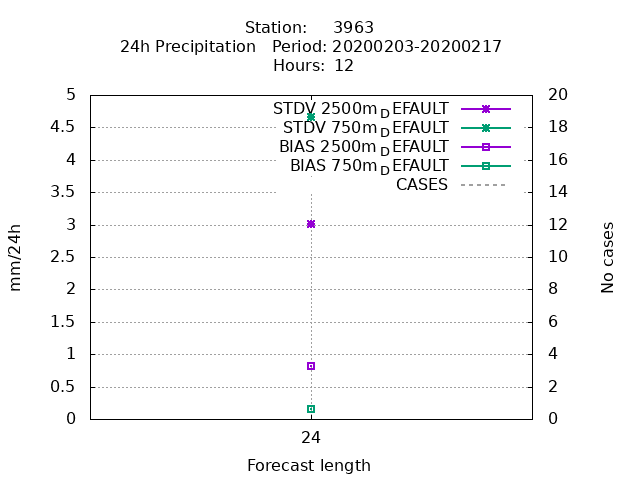 Station: 3963
24h Precipitation Period: 20200203-20200217
Hours: 12
STDV 2500m_DEFAULT
STDV 750m_DEFAULT
BIAS 2500m_DEFAULT
BIAS 750m_DEFAULT
CASES
5
4.5
4
3.5
3
2.5
2
1.5
1
0.5
0
mm/24h
20
18
16
14
12
10
8
6
4
2
0
No cases
24
Forecast length